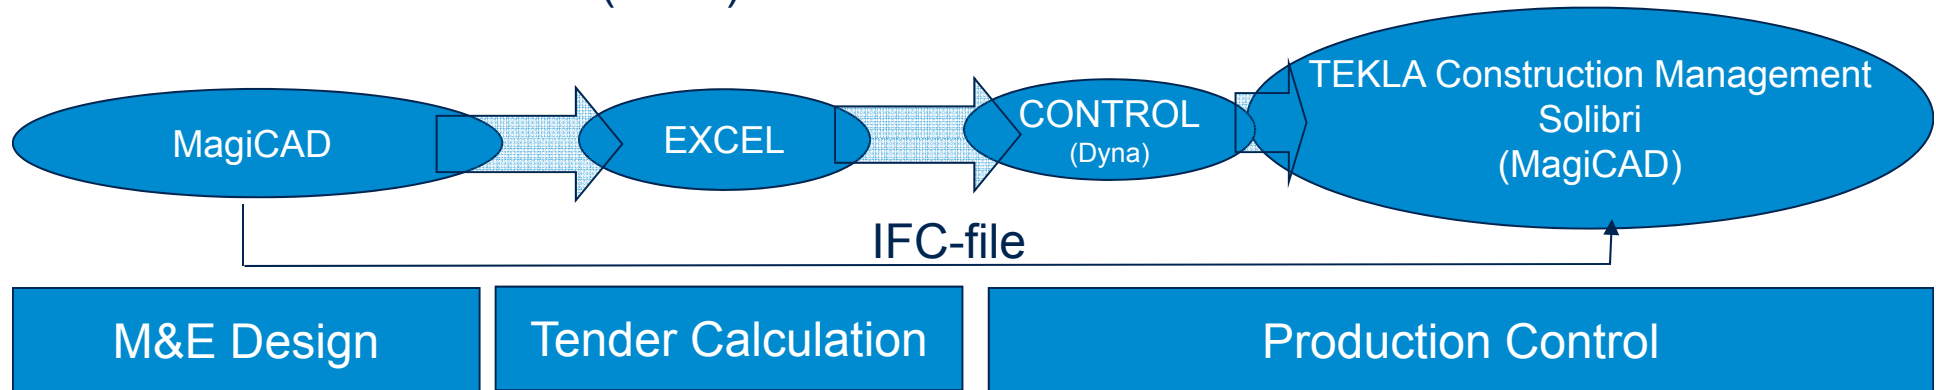 MagiCAD
EXCEL
CONTROL
(Dyna)
TEKLA Construction Management
Solibri
(MagiCAD)
IFC-file
M&E Design
Tender Calculation
Production Control